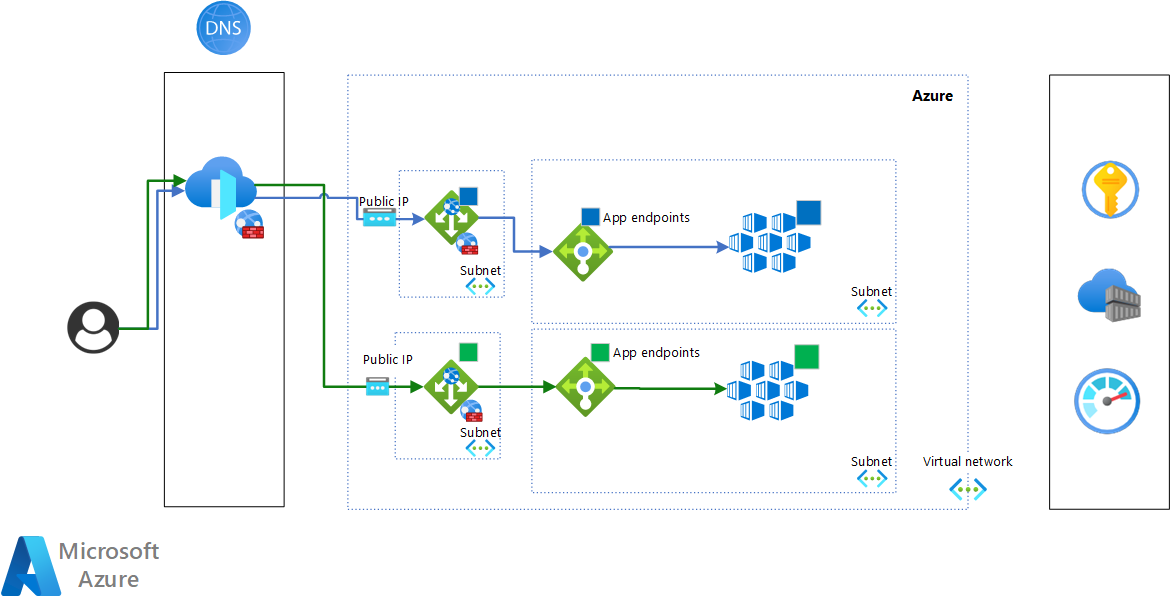 DNS
Azure
Public IP
App endpoints
Subnet
Subnet
Public IP
App endpoints
Subnet
Subnet
Virtual network
Microsoft
Azure